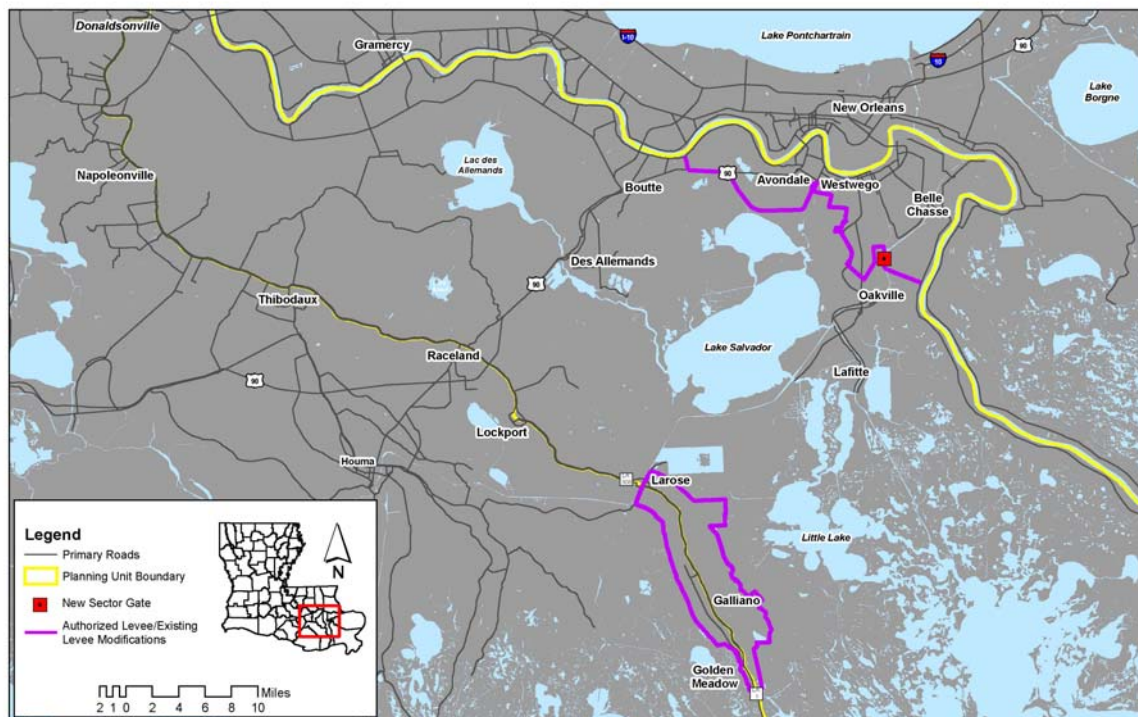 Donaldsonville
Gramercy
I-10
Lake Pontchartrain
10
90
Lake
Borgne
New Orleans
Napoleonville
Lac des
Allemands
Boutte
90
Avondale
Westwego
Belle
Chasse
Des Allemands
90
Oakville
Thibodaux
Lake Salvador
Raceland
Lafitte
90
Lockport
Houma
Larose
Little Lake
Galliano
Golden
Meadow
Legend
Primary Roads
Planning Unit Boundary
New Sector Gate
Authorized Levee/Existing
Levee Modifications
N
Miles
2 1 0 2 4 6 8 10